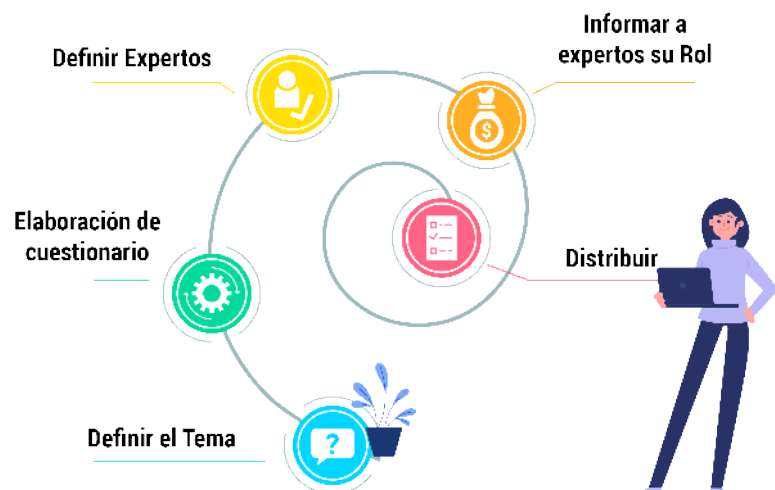 Informar a
expertos su Rol
Definir Expertos
Elaboración de
cuestionario
Distribuir
Definir el Tema
?
$